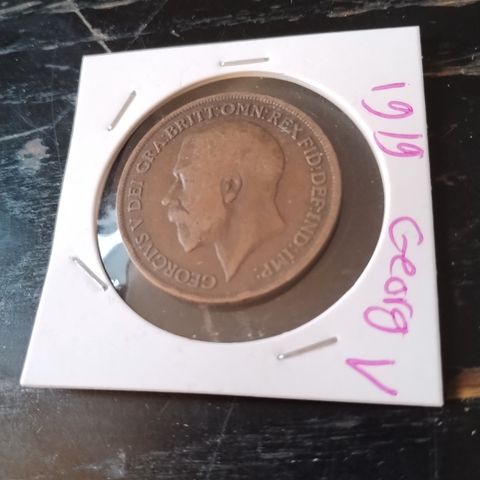 1919 Georg V
GEORGIVS V DEI GRA:BRITT:OMN:REX FID:DEF:IND:IMP: